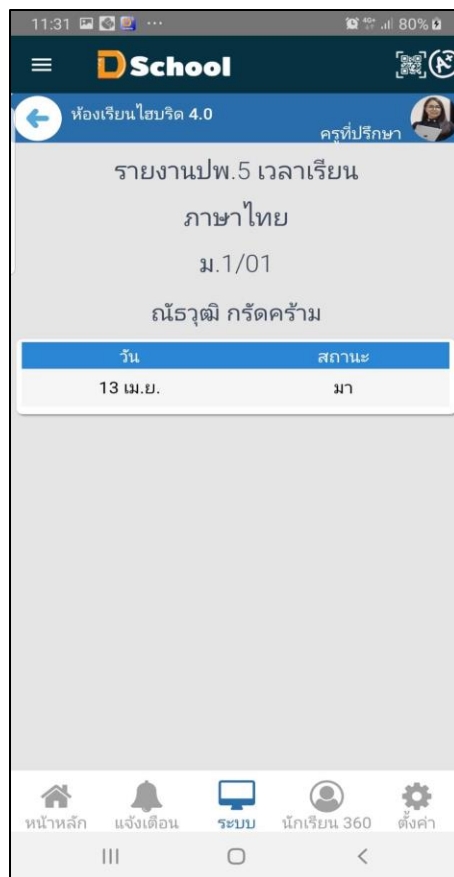 11:31 80%
DSchool
ห้องเรียนไฮบริด 4.0
ครูที่ปรึกษา
รายงานปพ.5 เวลาเรียน
ภาษาไทย
ม.1/01
ณัธวุฒิ กรัดคร้าม
วัน สถานะ
13 เม.ย. มา
หน้าหลัก แจ้งเตือน ระบบ นักเรียน 360 ตั้งค่า